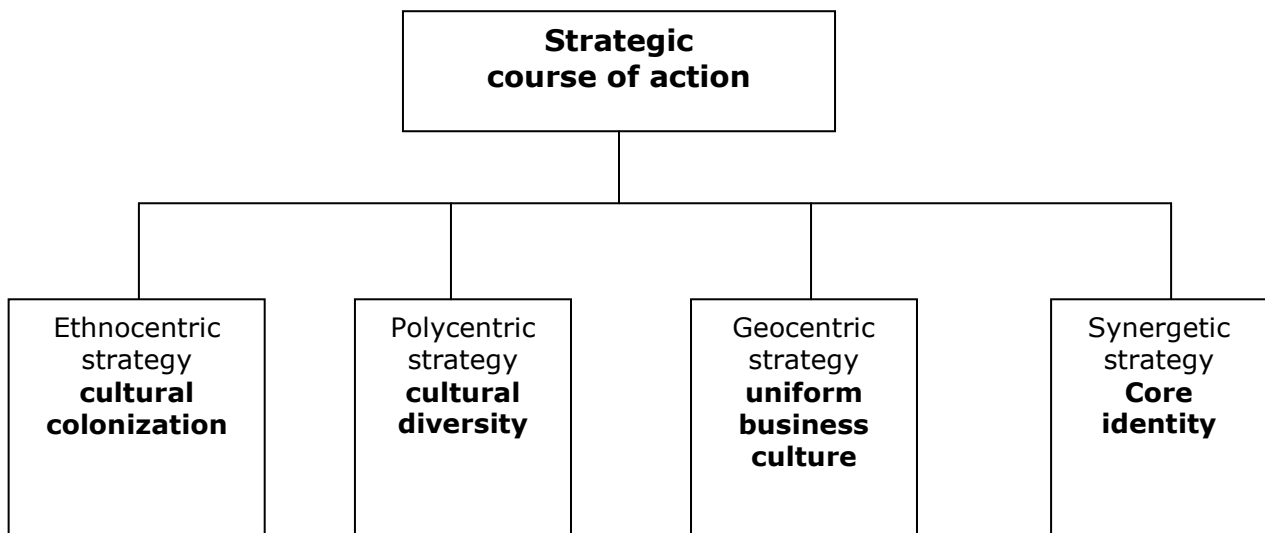 Strategic
course of action
Ethnocentric
strategy
cultural
colonization
Polycentric
strategy
cultural
diversity
Geocentric
strategy
uniform
business
culture
Synergetic
strategy
Core
identity